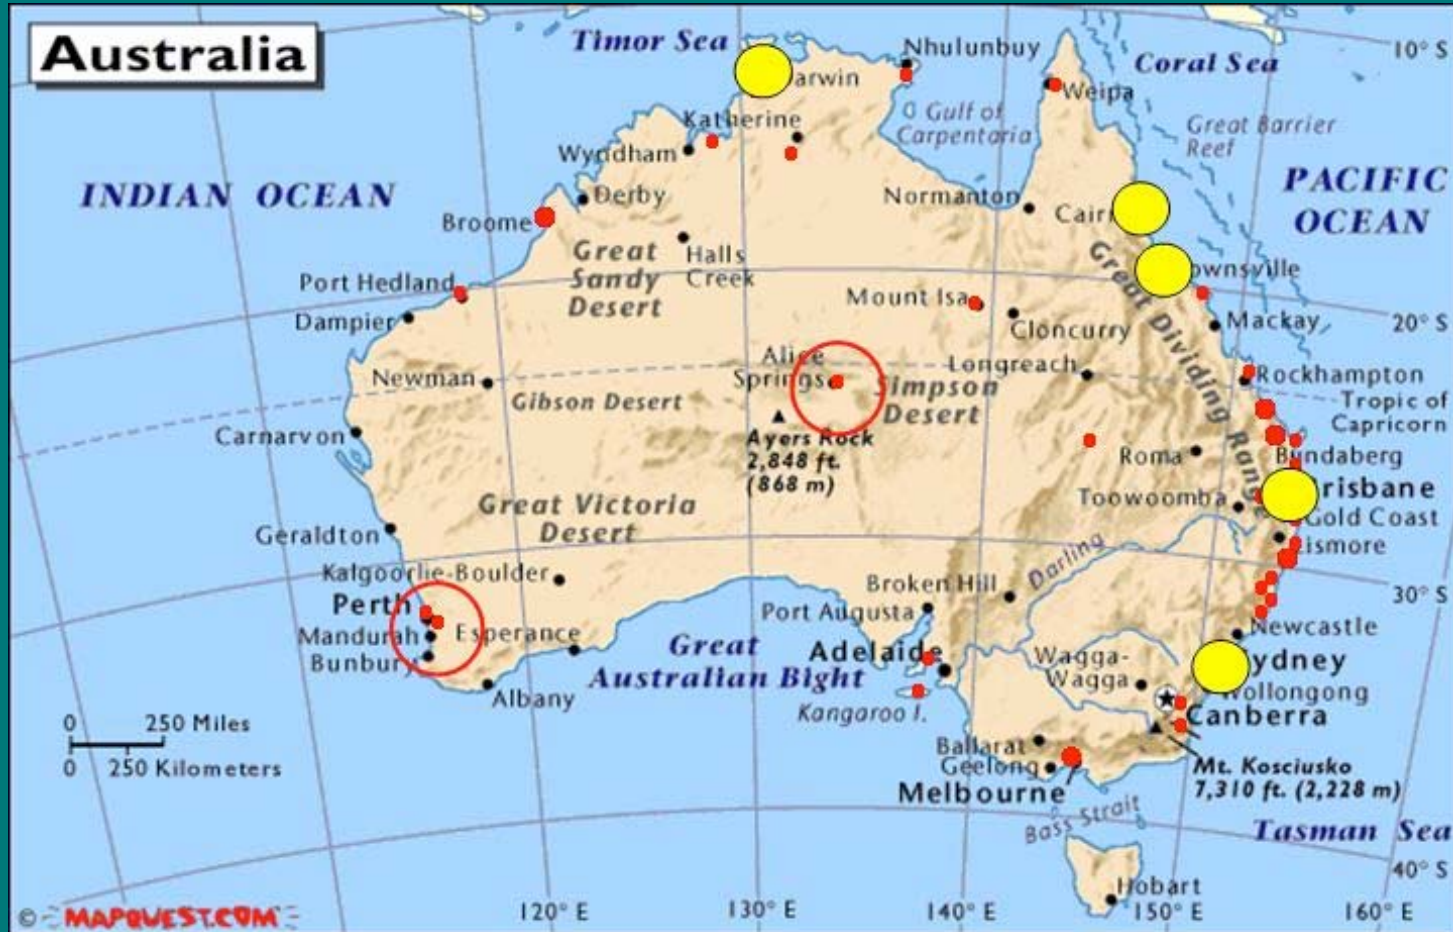 Australia
Timor Sea
Nhulunbuy
Coral Sea
10° S
arwin
Weipa
Gulf of
Carpentaria
Great Barrier
Reef
Katherine
Wyndham
INDIAN OCEAN
Derby
Normanton
PACIFIC
OCEAN
Broome
Cair
Great
Sandy
Desert
Halls
Creek
Great Dividing Range
ownsville
Port Hedland
Mount Isa
Dampier
Cloncurry
Mackay
20° S
Alice
Springs
Longreach
Newman
Gibson Desert
Simpson
Desert
Rockhampton
Tropic of
Capricorn
Carnarvon
Ayers Rock
2,848 ft.
(868 m)
Roma
Bundaberg
Great Victoria
Desert
Toowoomba
risbane
Gold Coast
Geraldton
Lismore
Darling
Kalgoorlie-Boulder
Broken Hill
30° S
Perth
Port Augusta
Mandurah
Esperance
Newcastle
Bunbury
Great
Australian Bight
Adelaide
Wagga-
Wagga
ydney
Wollongong
Albany
Kangaroo I.
Canberra
0 250 Miles
0 250 Kilometers
Ballarat
Geelong
Mt. Kosciusko
7,310 ft. (2,228 m)
Melbourne
Bass Strait
Tasman Sea
40° S
Hobart
© MAPQUEST.COM
120° E
130° E
140° E
150° E
160° E